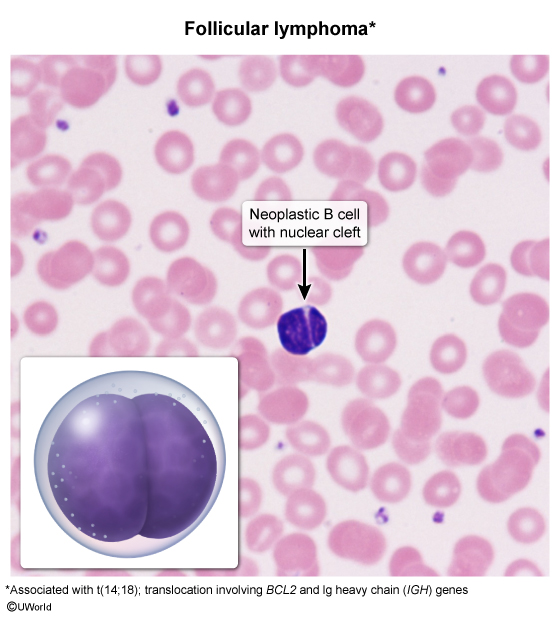 Follicular lymphoma*
Neoplastic B cell
with nuclear cleft
*Associated with t(14;18); translocation involving BCL2 and Ig heavy chain (IGH) genes
©UWorld